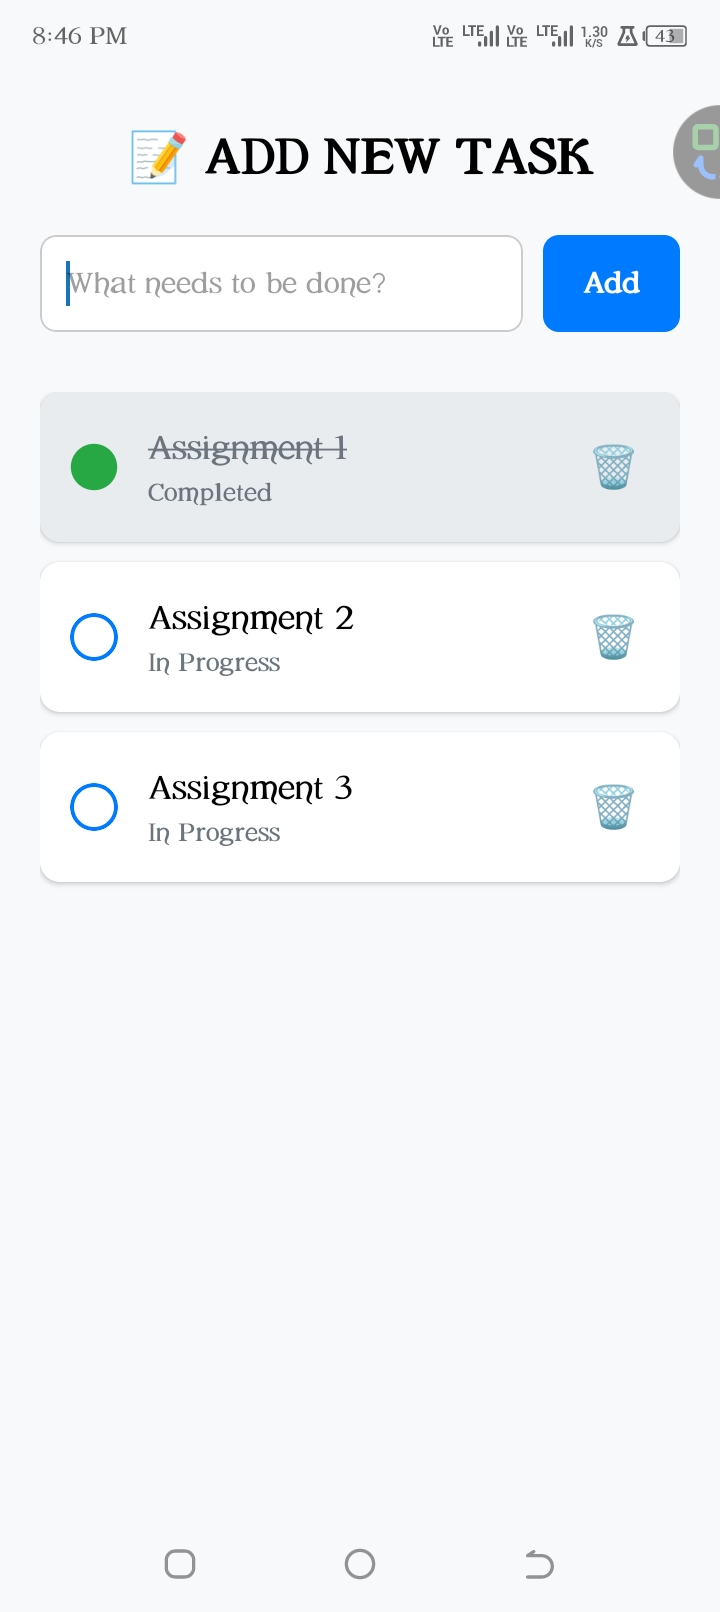 8:46 PM Vo LTE LTE Vo LTE LTE 1.30 K/S 43
ADD NEW TASK
What needs to be done? Add
Assignment 1
Completed
Assignment 2
In Progress
Assignment 3
In Progress